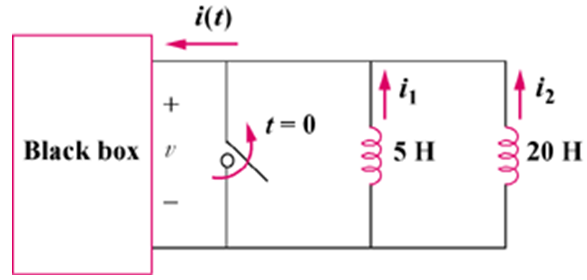 i(t)
+
t = 0
i₁
i₂
Black box
v
5 H
20 H
−